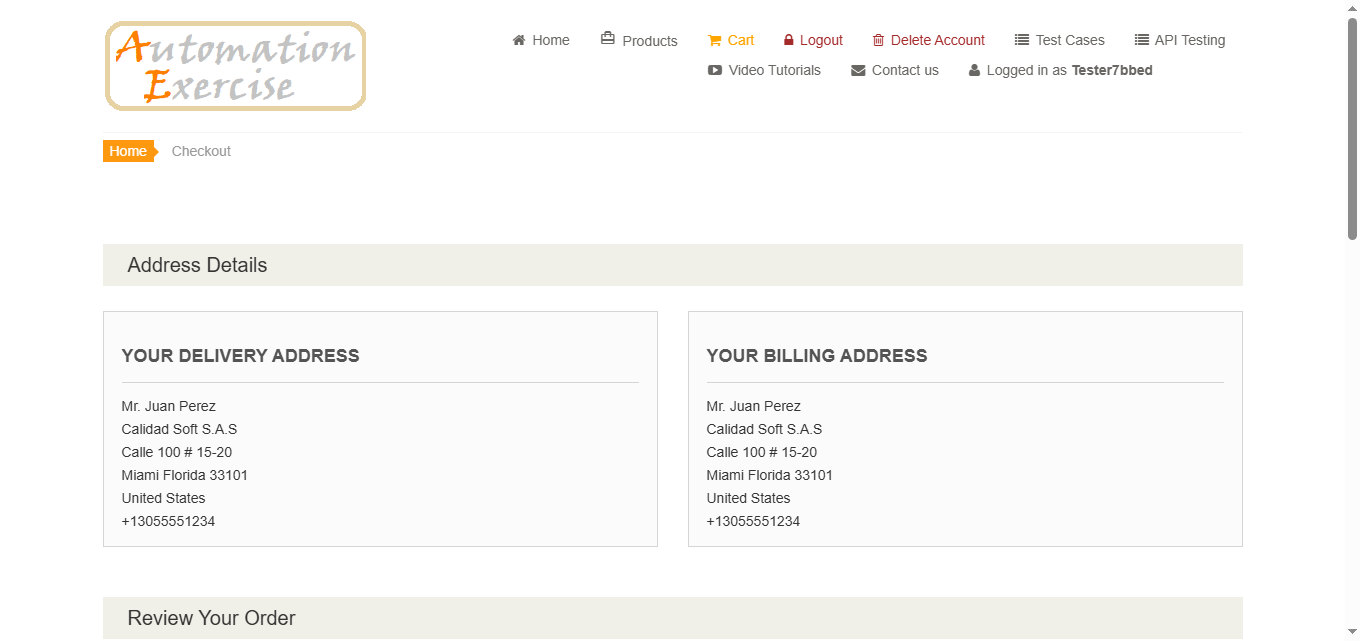 Automation
Exercise
Home
Products
Cart
Logout
Delete Account
Test Cases
API Testing
Video Tutorials
Contact us
Logged in as Tester7bbed
Home
Checkout
Address Details
YOUR DELIVERY ADDRESS
Mr. Juan Perez
Calidad Soft S.A.S
Calle 100 # 15-20
Miami Florida 33101
United States
+13055551234
YOUR BILLING ADDRESS
Mr. Juan Perez
Calidad Soft S.A.S
Calle 100 # 15-20
Miami Florida 33101
United States
+13055551234
Review Your Order